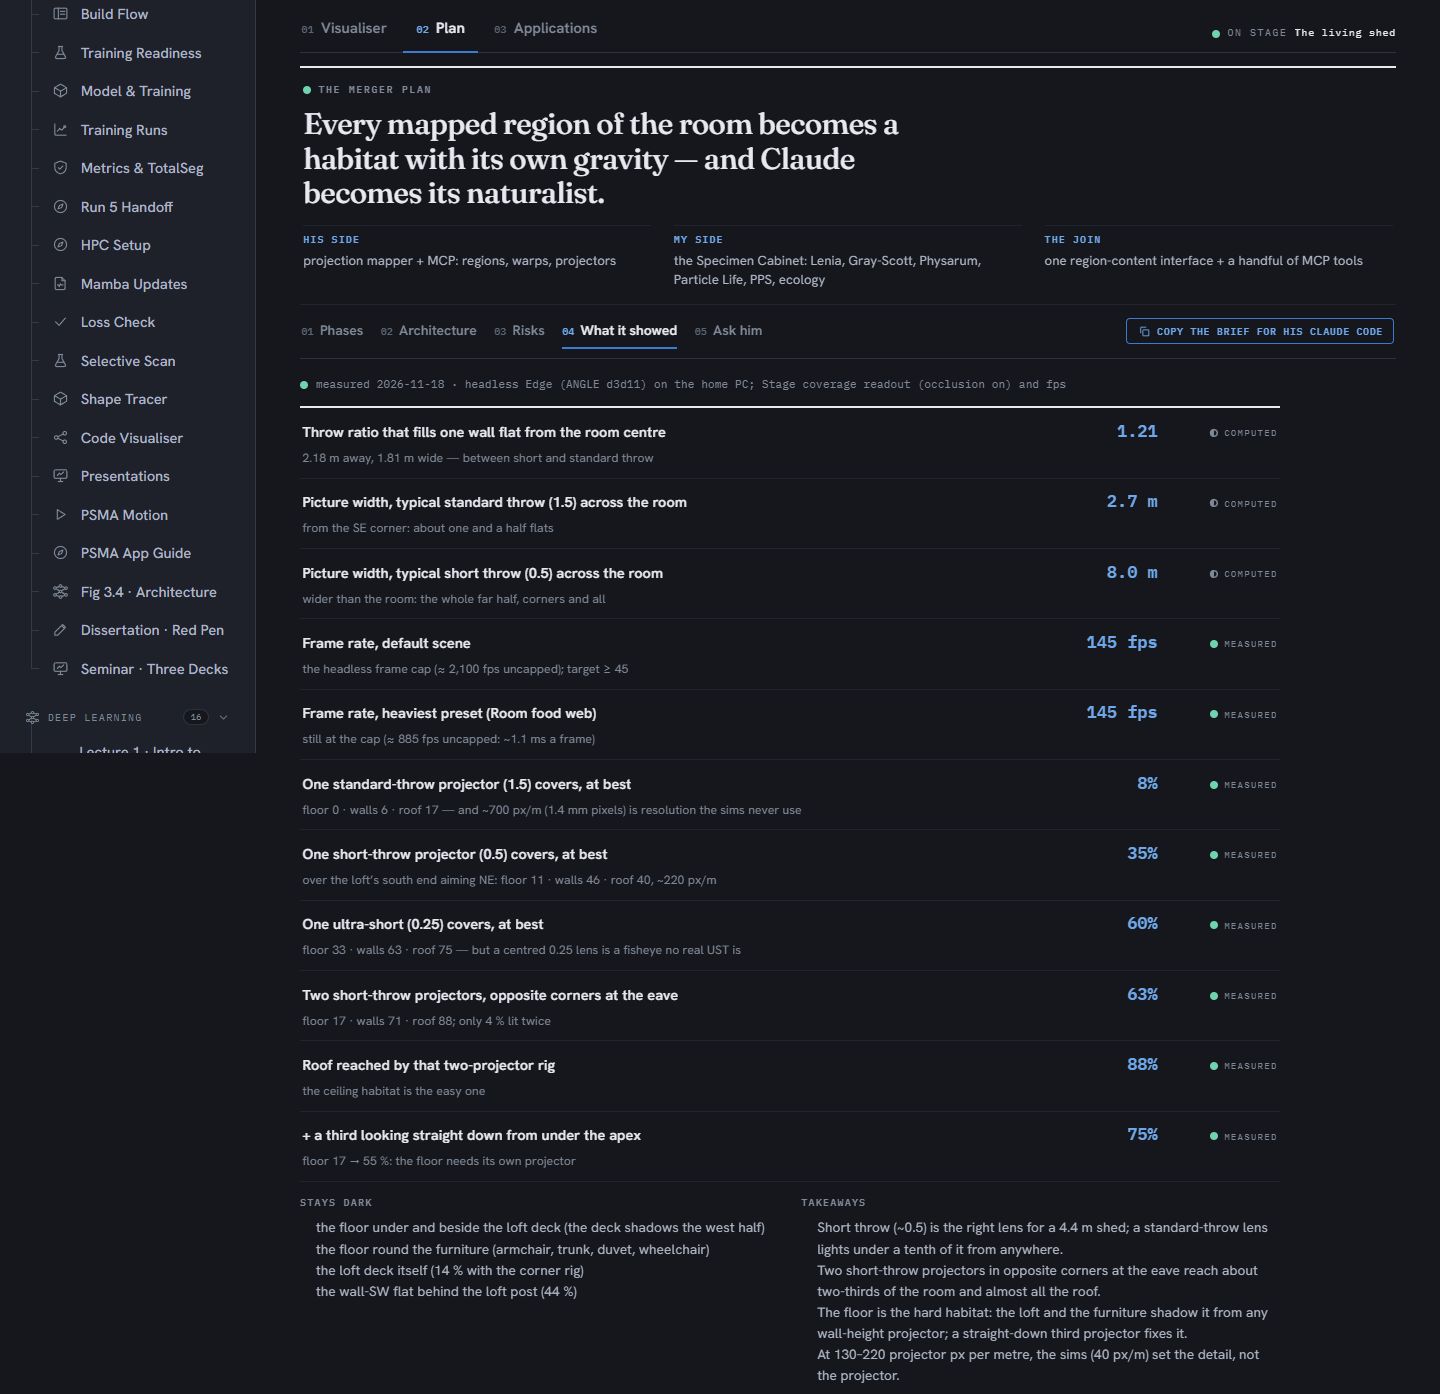 Build Flow
Training Readiness
Model & Training
Training Runs
Metrics & TotalSeg
Run 5 Handoff
HPC Setup
Mamba Updates
Loss Check
Selective Scan
Shape Tracer
Code Visualiser
Presentations
PSMA Motion
PSMA App Guide
Fig 3.4 · Architecture
Dissertation · Red Pen
Seminar · Three Decks
DEEP LEARNING 16
Lecture 1 · Intro to
01 Visualiser 02 Plan 03 Applications
ON STAGE The living shed
THE MERGER PLAN
Every mapped region of the room becomes a
habitat with its own gravity — and Claude
becomes its naturalist.
HIS SIDE
projection mapper + MCP: regions, warps, projectors
MY SIDE
the Specimen Cabinet: Lenia, Gray-Scott, Physarum,
Particle Life, PPS, ecology
THE JOIN
one region-content interface + a handful of MCP tools
01 Phases 02 Architecture 03 Risks 04 What it showed 05 Ask him
COPY THE BRIEF FOR HIS CLAUDE CODE
measured 2026-11-18 · headless Edge (ANGLE d3d11) on the home PC; Stage coverage readout (occlusion on) and fps
Throw ratio that fills one wall flat from the room centre 1.21 COMPUTED
2.18 m away, 1.81 m wide — between short and standard throw
Picture width, typical standard throw (1.5) across the room 2.7 m COMPUTED
from the SE corner: about one and a half flats
Picture width, typical short throw (0.5) across the room 8.0 m COMPUTED
wider than the room: the whole far half, corners and all
Frame rate, default scene 145 fps MEASURED
the headless frame cap (≈ 2,100 fps uncapped); target ≥ 45
Frame rate, heaviest preset (Room food web) 145 fps MEASURED
still at the cap (≈ 885 fps uncapped: ~1.1 ms a frame)
One standard-throw projector (1.5) covers, at best 8% MEASURED
floor 0 · walls 6 · roof 17 — and ~700 px/m (1.4 mm pixels) is resolution the sims never use
One short-throw projector (0.5) covers, at best 35% MEASURED
over the loft's south end aiming NE: floor 11 · walls 46 · roof 40, ~220 px/m
One ultra-short (0.25) covers, at best 60% MEASURED
floor 33 · walls 63 · roof 75 — but a centred 0.25 lens is a fisheye no real UST is
Two short-throw projectors, opposite corners at the eave 63% MEASURED
floor 17 · walls 71 · roof 88; only 4 % lit twice
Roof reached by that two-projector rig 88% MEASURED
the ceiling habitat is the easy one
+ a third looking straight down from under the apex 75% MEASURED
floor 17 → 55 %: the floor needs its own projector
STAYS DARK
the floor under and beside the loft deck (the deck shadows the west half)
the floor round the furniture (armchair, trunk, duvet, wheelchair)
the loft deck itself (14 % with the corner rig)
the wall-SW flat behind the loft post (44 %)
TAKEAWAYS
Short throw (~0.5) is the right lens for a 4.4 m shed; a standard-throw lens
lights under a tenth of it from anywhere.
Two short-throw projectors in opposite corners at the eave reach about
two-thirds of the room and almost all the roof.
The floor is the hard habitat: the loft and the furniture shadow it from any
wall-height projector; a straight-down third projector fixes it.
At 130–220 projector px per metre, the sims (40 px/m) set the detail, not
the projector.